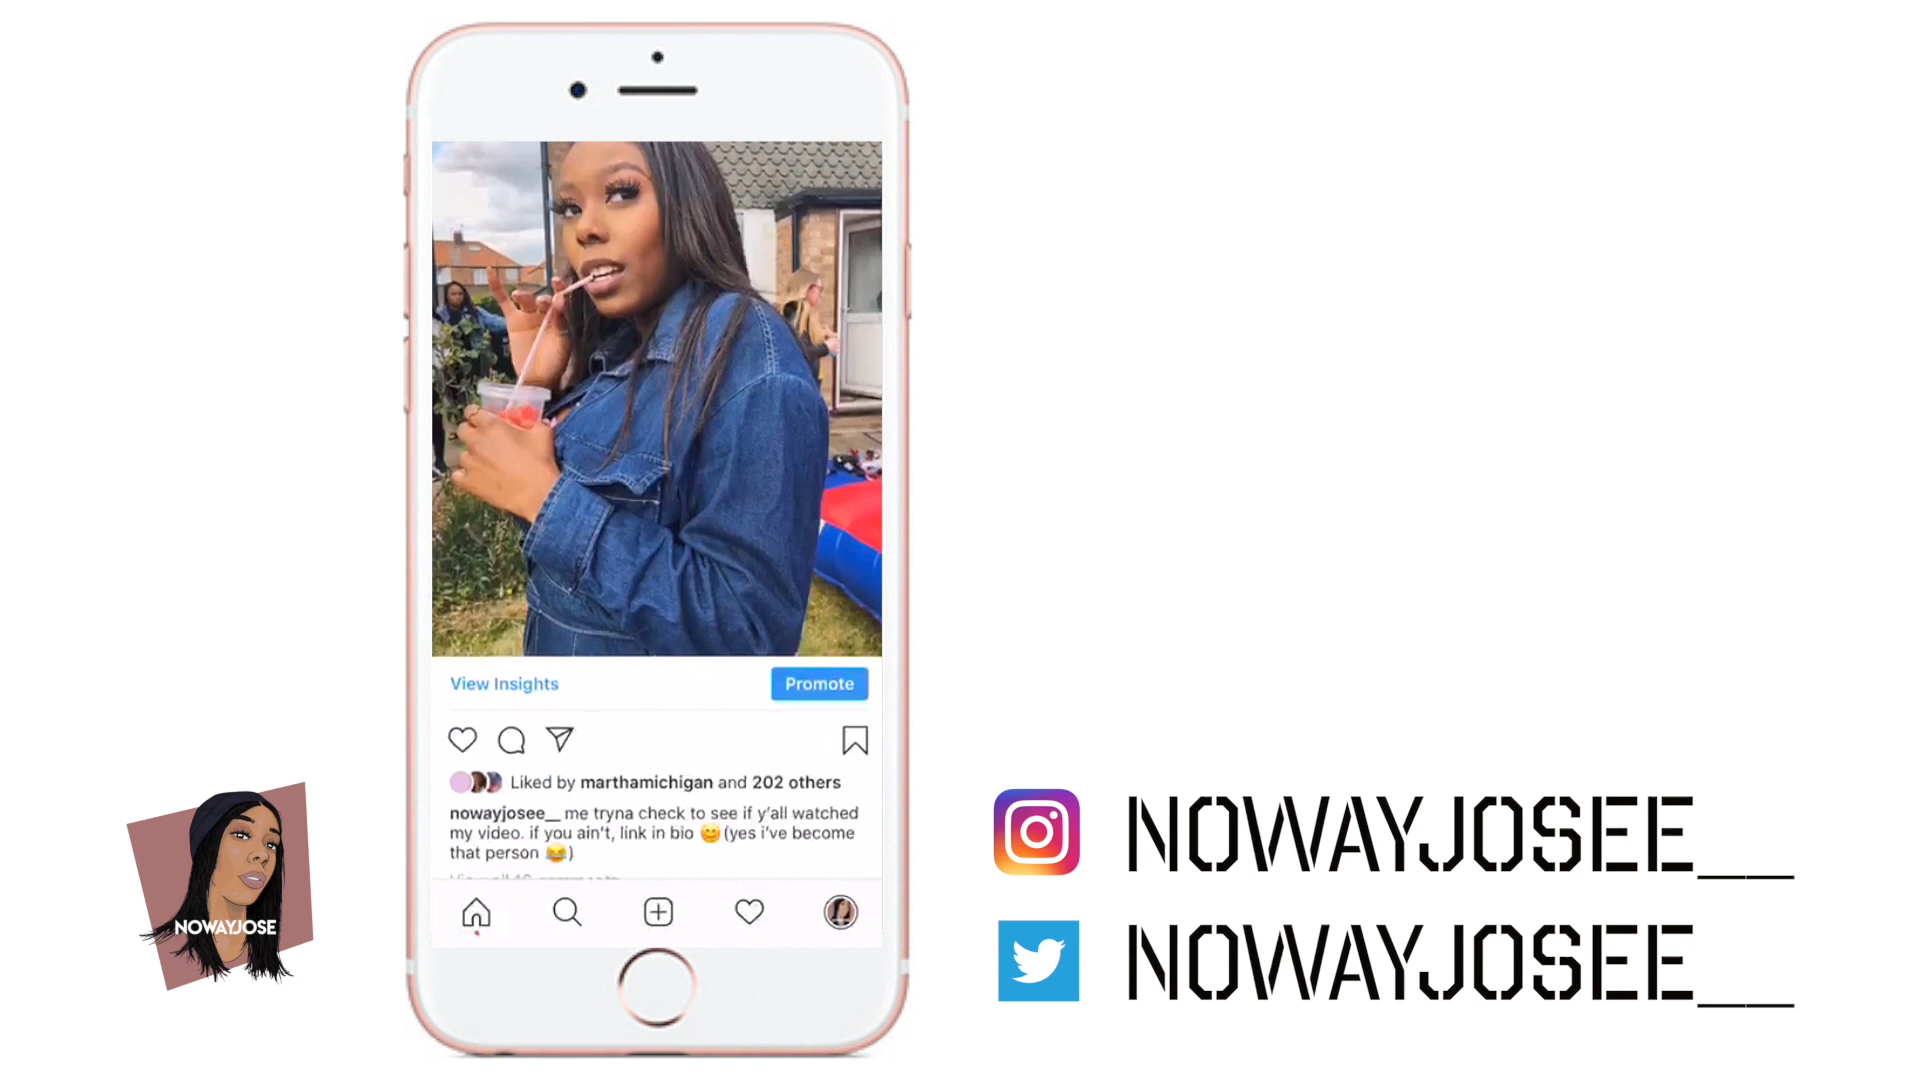 View Insights
Promote
Liked by marthamichigan and 202 others
nowayjosee__ me tryna check to see if y'all watched
my video. if you ain't, link in bio 😊 (yes i've become
that person 😂)
NOWAYJOSE
NOWAYJOSEE__
NOWAYJOSEE__